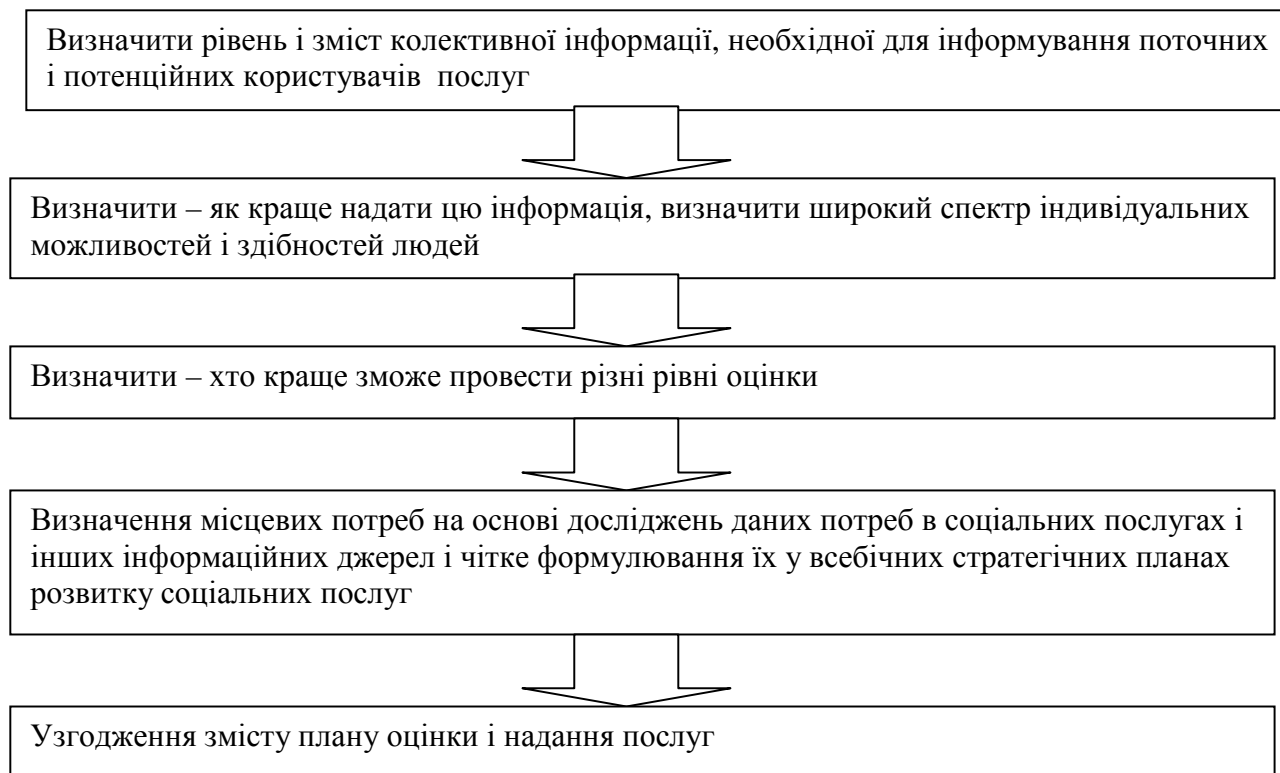 Визначити рівень і зміст колективної інформації, необхідної для інформування поточних
і потенційних користувачів  послуг
Визначити – як краще надати цю інформація, визначити широкий спектр індивідуальних
можливостей і здібностей людей
Визначити – хто краще зможе провести різні рівні оцінки
Визначення місцевих потреб на основі досліджень даних потреб в соціальних послугах і
інших інформаційних джерел і чітке формулювання їх у всебічних стратегічних планах
розвитку соціальних послуг
Узгодження змісту плану оцінки і надання послуг